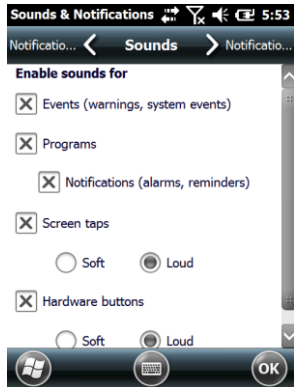 Sounds & Notifications 5:53
Notificatio... Sounds Notificatio...
Enable sounds for
Events (warnings, system events)
Programs
Notifications (alarms, reminders)
Screen taps
Soft Loud
Hardware buttons
Soft Loud
OK